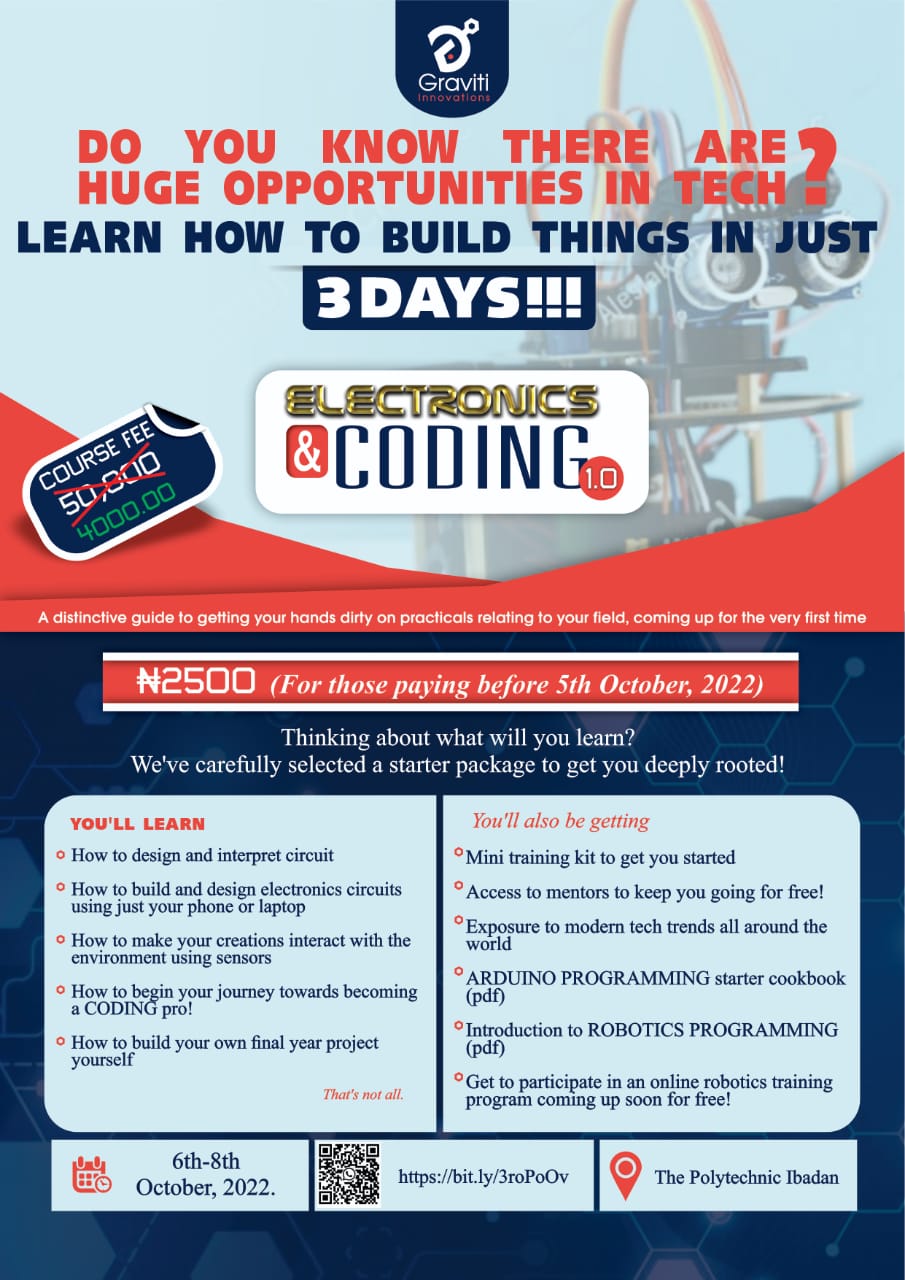 Graviti
Innovations
DO YOU KNOW THERE ARE
HUGE OPPORTUNITIES IN TECH?
LEARN HOW TO BUILD THINGS IN JUST
3 DAYS!!!
ELECTRONICS
& CODING 1.0
COURSE FEE
50,000
4000.00
A distinctive guide to getting your hands dirty on practicals relating to your field, coming up for the very first time
₦2500 (For those paying before 5th October, 2022)
Thinking about what will you learn?
We've carefully selected a starter package to get you deeply rooted!
YOU'LL LEARN
How to design and interpret circuit
How to build and design electronics circuits
using just your phone or laptop
How to make your creations interact with the
environment using sensors
How to begin your journey towards becoming
a CODING pro!
How to build your own final year project
yourself
That's not all.
You'll also be getting
Mini training kit to get you started
Access to mentors to keep you going for free!
Exposure to modern tech trends all around the
world
ARDUINO PROGRAMMING starter cookbook
(pdf)
Introduction to ROBOTICS PROGRAMMING
(pdf)
Get to participate in an online robotics training
program coming up soon for free!
6th-8th
October, 2022.
https://bit.ly/3roPoOv
The Polytechnic Ibadan